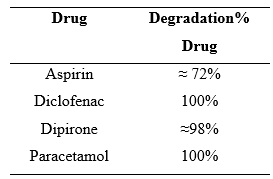 Drug Degradation%
Drug
Aspirin ≈ 72%
Diclofenac 100%
Dipirone ≈98%
Paracetamol 100%